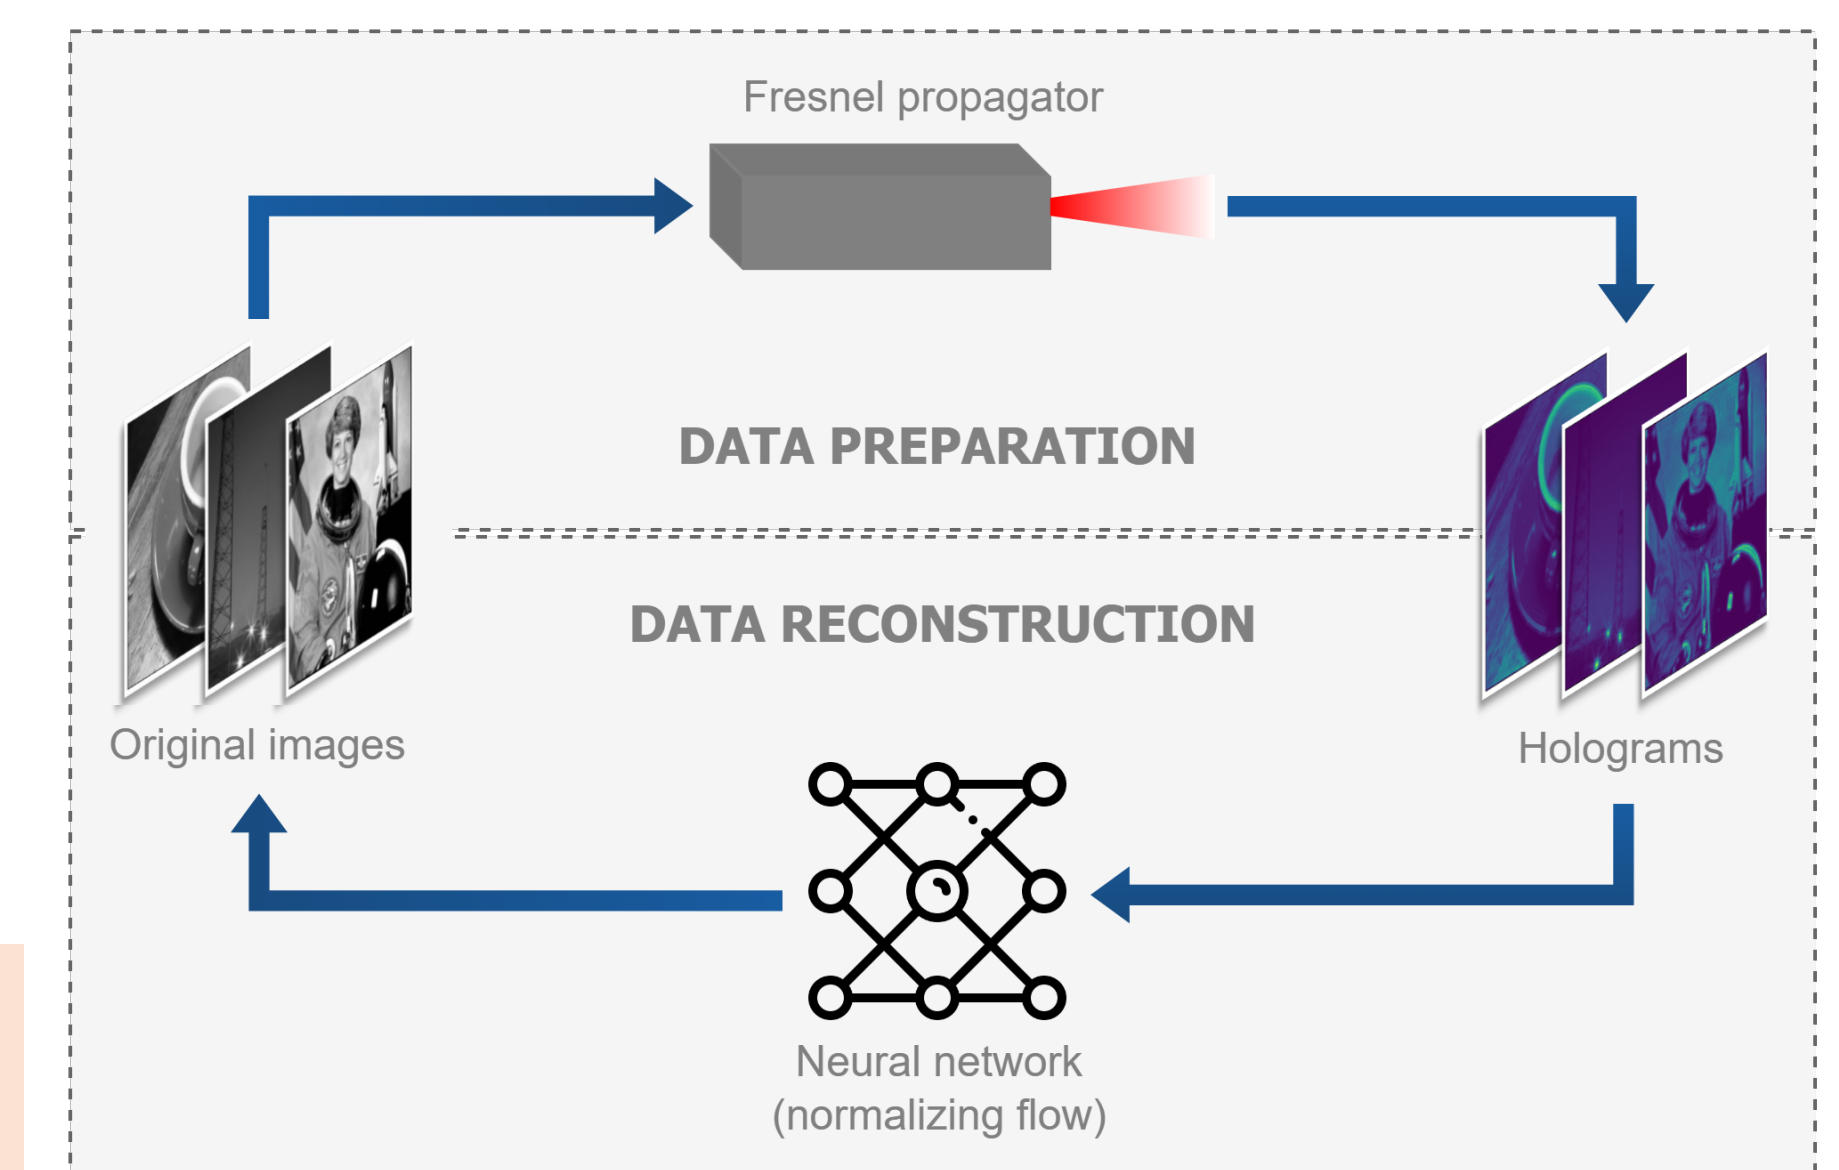 Fresnel propagator
DATA PREPARATION
DATA RECONSTRUCTION
Original images
Holograms
Neural network
(normalizing flow)